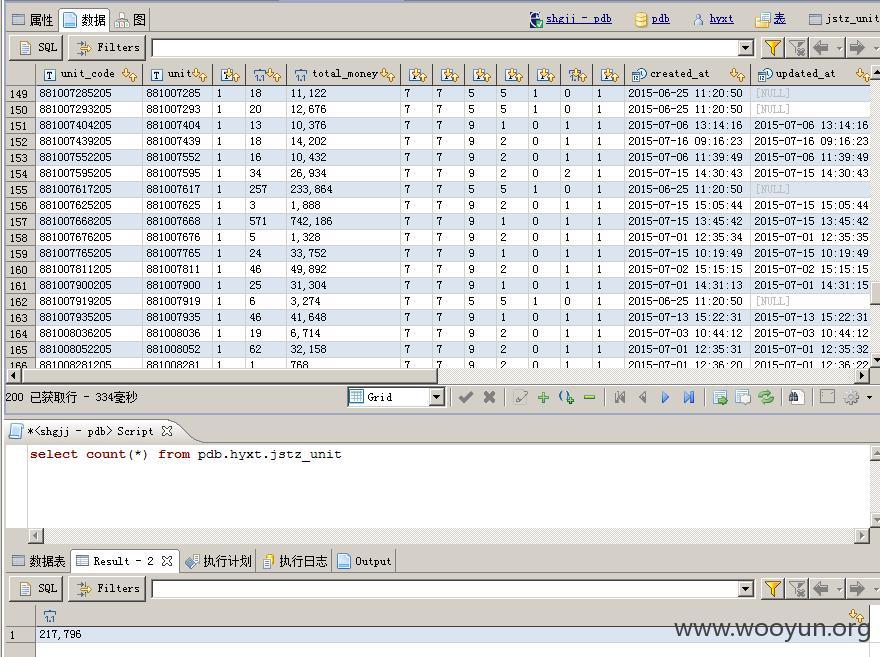 属性 数据 图 shgjj - pdb pdb hyxt 表 jstz_unit
SQL Filters
unit_code unit total_money created_at updated_at
149 881007285205 881007285 1 18 11,122 7 7 5 5 1 0 1 2015-06-25 11:20:50 [NULL]
150 881007293205 881007293 1 20 12,676 7 7 5 5 1 0 1 2015-06-25 11:20:50 [NULL]
151 881007404205 881007404 1 13 10,376 7 7 9 1 0 1 1 2015-07-06 13:14:16 2015-07-06 13:14:16
152 881007439205 881007439 1 18 14,202 7 7 9 2 0 1 1 2015-07-16 09:16:23 2015-07-16 09:16:23
153 881007552205 881007552 1 16 10,432 7 7 9 2 0 1 1 2015-07-06 11:39:49 2015-07-06 11:39:49
154 881007595205 881007595 1 34 26,934 7 7 9 2 0 2 1 2015-07-15 14:30:43 2015-07-15 14:30:43
155 881007617205 881007617 1 257 233,864 7 7 5 5 1 0 1 2015-06-25 11:20:50 [NULL]
156 881007625205 881007625 1 3 1,888 7 7 9 2 0 1 1 2015-07-15 15:05:44 2015-07-15 15:05:44
157 881007668205 881007668 1 571 742,186 7 7 9 1 0 1 1 2015-07-15 13:45:42 2015-07-15 13:45:42
158 881007676205 881007676 1 5 1,328 7 7 9 2 0 1 1 2015-07-01 12:35:34 2015-07-01 12:35:35
159 881007765205 881007765 1 24 33,752 7 7 9 1 0 1 1 2015-07-15 10:19:49 2015-07-15 10:19:49
160 881007811205 881007811 1 46 49,892 7 7 9 2 0 1 1 2015-07-02 15:15:15 2015-07-02 15:15:15
161 881007900205 881007900 1 25 31,304 7 7 9 1 0 1 1 2015-07-01 14:31:13 2015-07-01 14:31:15
162 881007919205 881007919 1 6 3,274 7 7 5 5 1 0 1 2015-06-25 11:20:50 [NULL]
163 881007935205 881007935 1 46 41,648 7 7 9 1 0 1 1 2015-07-13 15:22:31 2015-07-13 15:22:31
164 881008036205 881008036 1 19 6,714 7 7 9 2 0 1 1 2015-07-03 10:44:12 2015-07-03 10:44:12
165 881008052205 881008052 1 62 32,158 7 7 9 2 0 1 1 2015-07-01 12:35:31 2015-07-01 12:35:32
166 881008281205 881008281 1 1 768 7 7 9 2 0 1 1 2015-07-01 12:36:20 2015-07-01 12:36:22
200 已获取行 - 334毫秒 Grid
*<shgjj - pdb> Script
select count(*) from pdb.hyxt.jstz_unit
数据表 Result - 2 执行计划 执行日志 Output
SQL Filters
1 217,796
www.wooyun.org